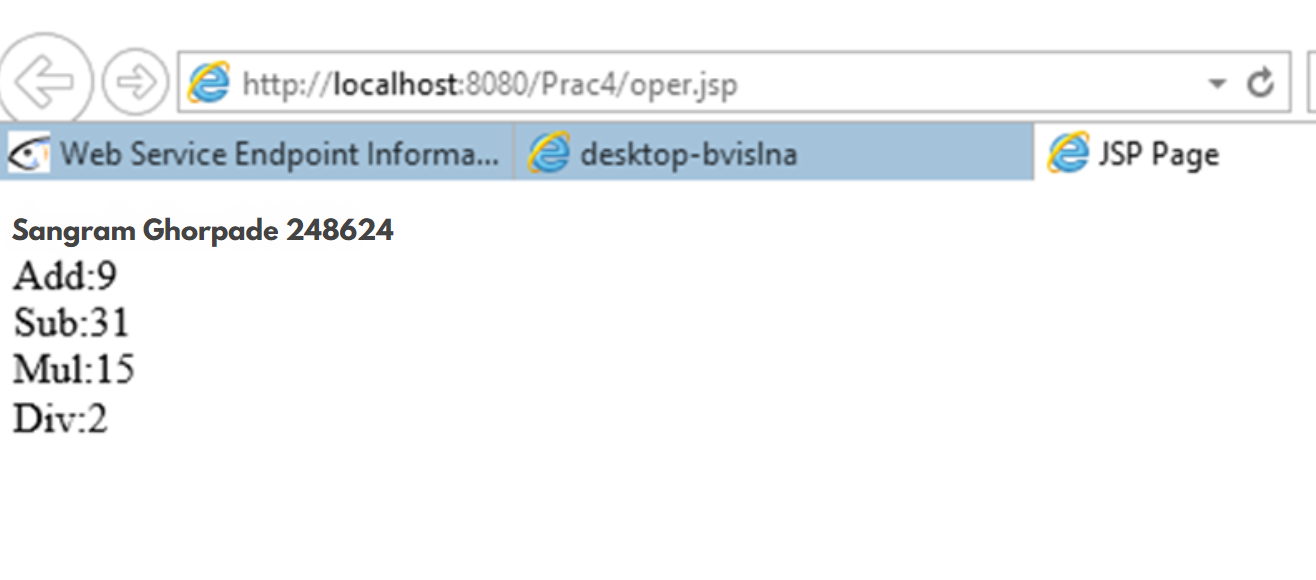 http://localhost:8080/Prac4/oper.jsp
Web Service Endpoint Informa... desktop-bvislna JSP Page
Sangram Ghorpade 248624
Add:9
Sub:31
Mul:15
Div:2